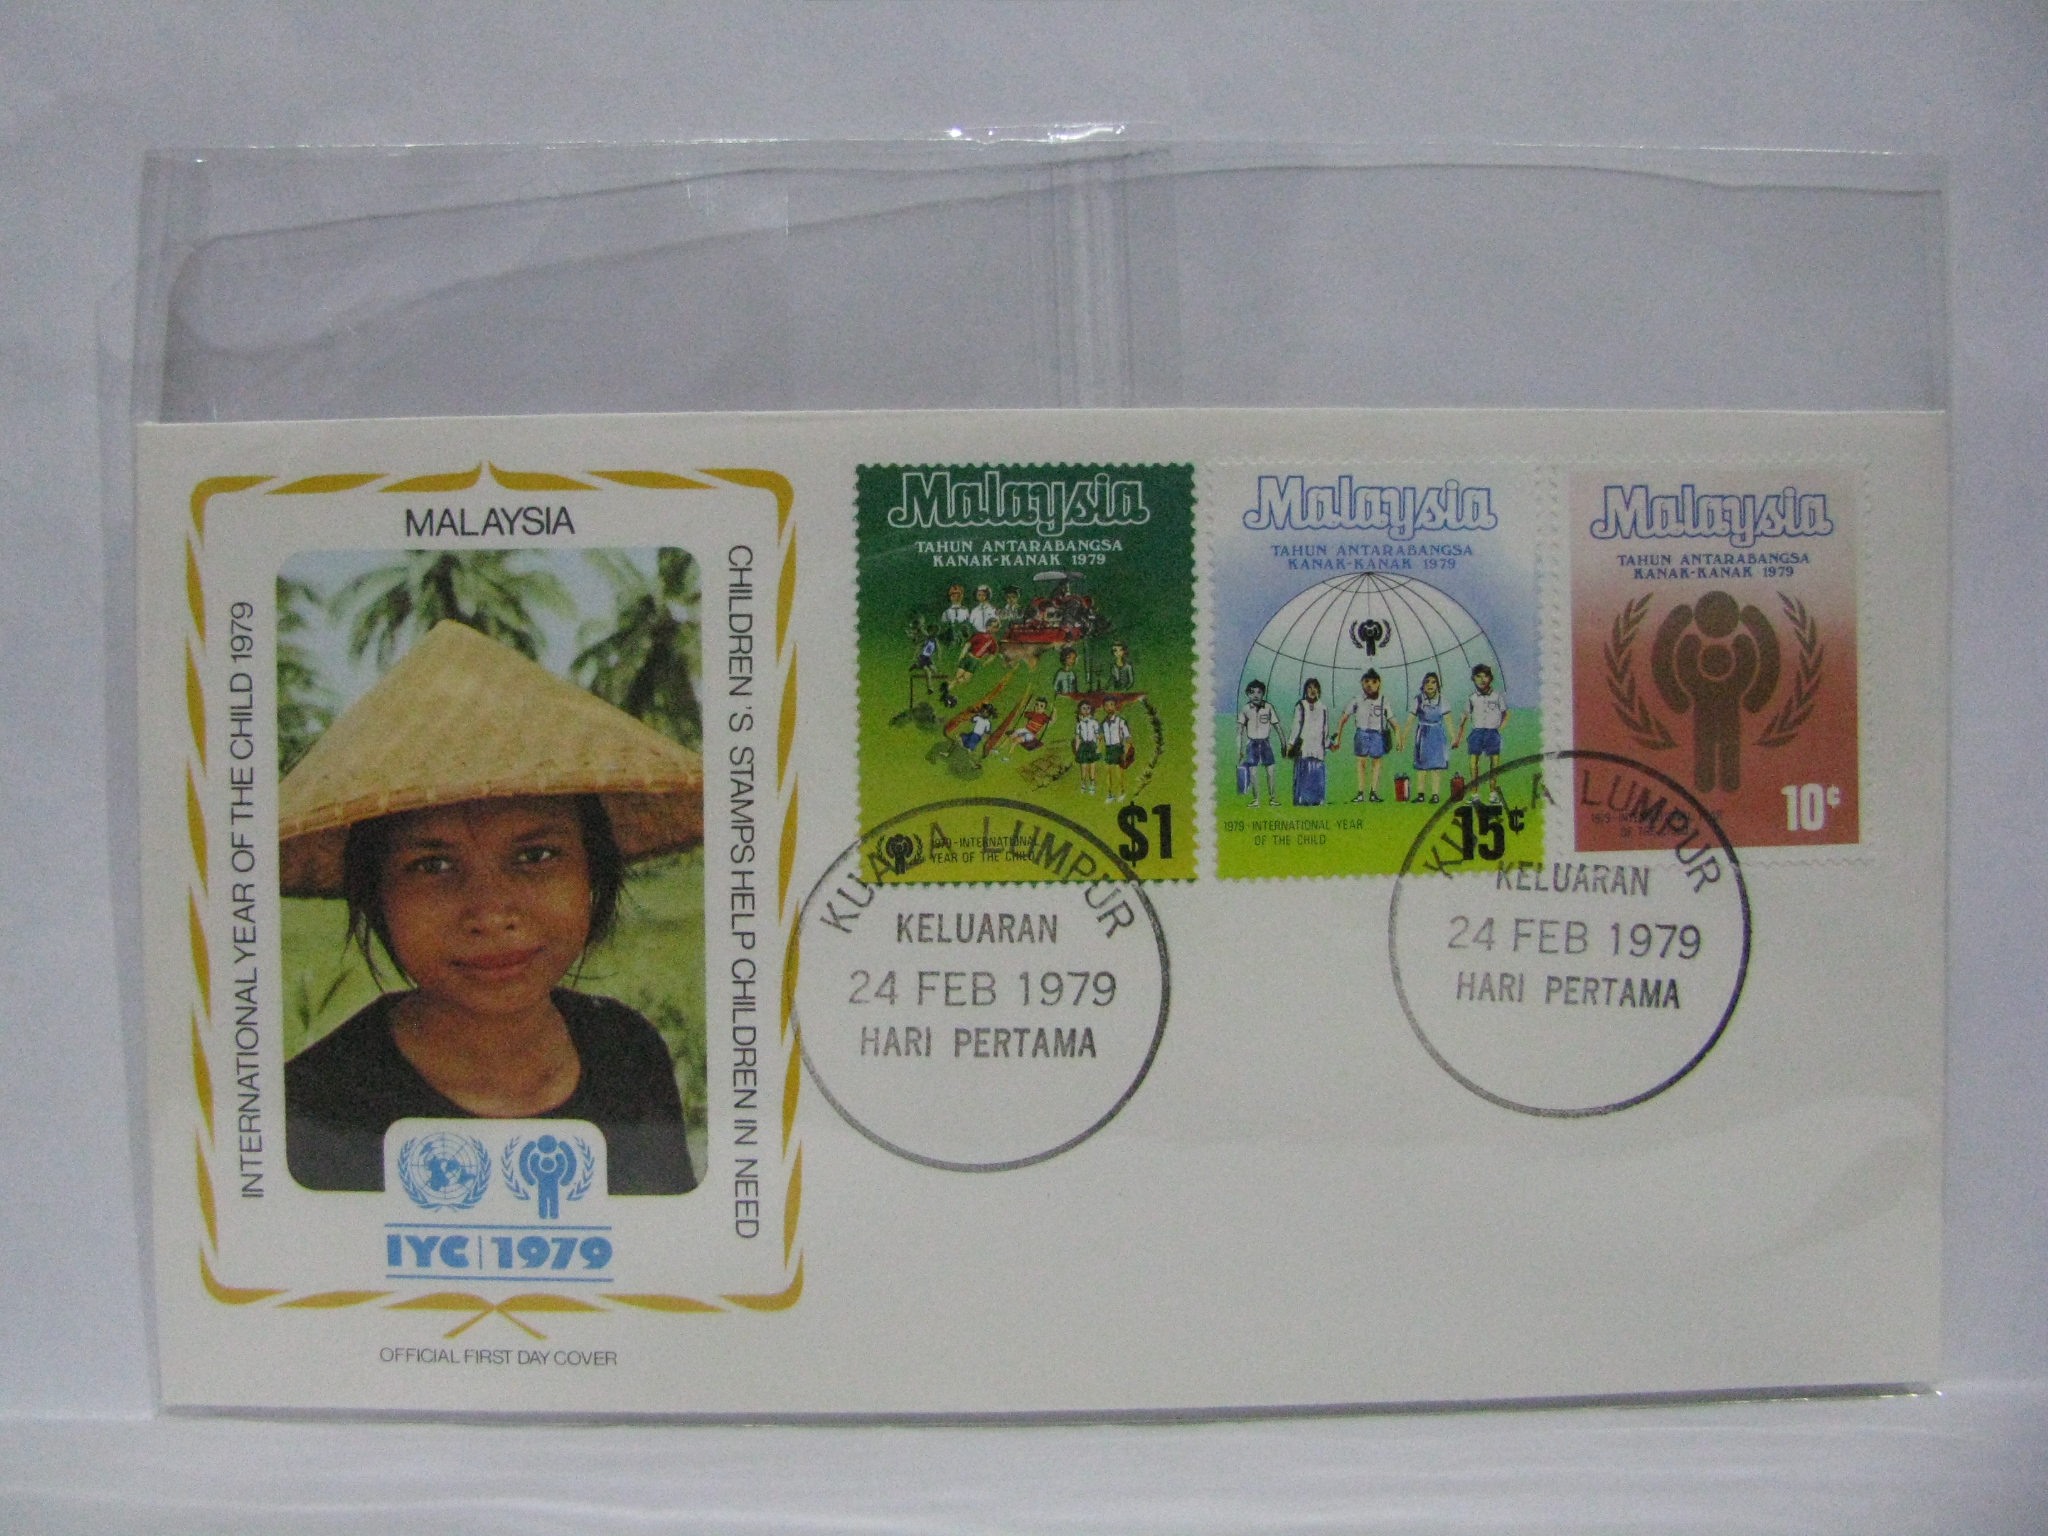 MALAYSIA
INTERNATIONAL YEAR OF THE CHILD 1979
CHILDREN'S STAMPS HELP CHILDREN IN NEED
IYC 1979
OFFICIAL FIRST DAY COVER
Malaysia
TAHUN ANTARABANGSA
KANAK-KANAK 1979
1979-INTERNATIONAL
YEAR OF THE CHILD
$1
Malaysia
TAHUN ANTARABANGSA
KANAK-KANAK 1979
1979-INTERNATIONAL YEAR
OF THE CHILD
15¢
Malaysia
TAHUN ANTARABANGSA
KANAK-KANAK 1979
10¢
KUALA LUMPUR
KELUARAN
24 FEB 1979
HARI PERTAMA
KUALA LUMPUR
KELUARAN
24 FEB 1979
HARI PERTAMA